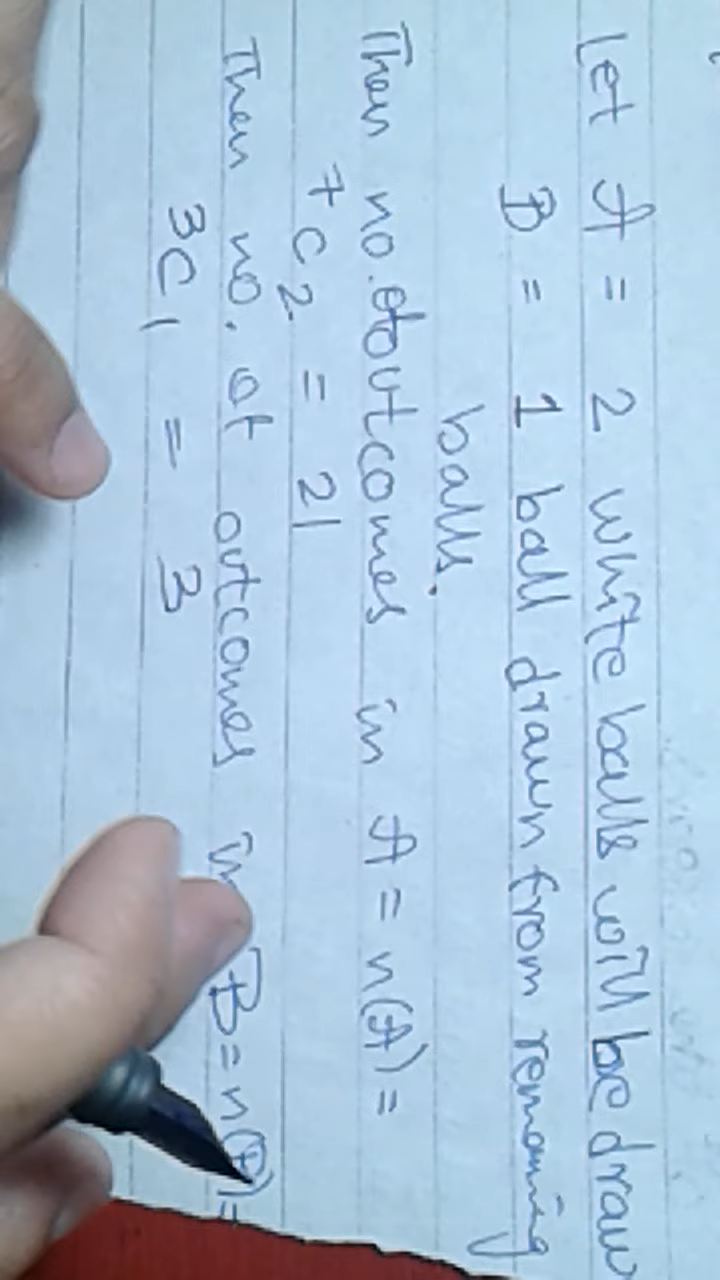 Let A = 2 white balls will be draw
B = 1 ball drawn from remaining
balls.
Then no. of outcomes in A = n(A) =
7C2 = 21
Then no. of outcomes in B = n(B) =
3C1 = 3